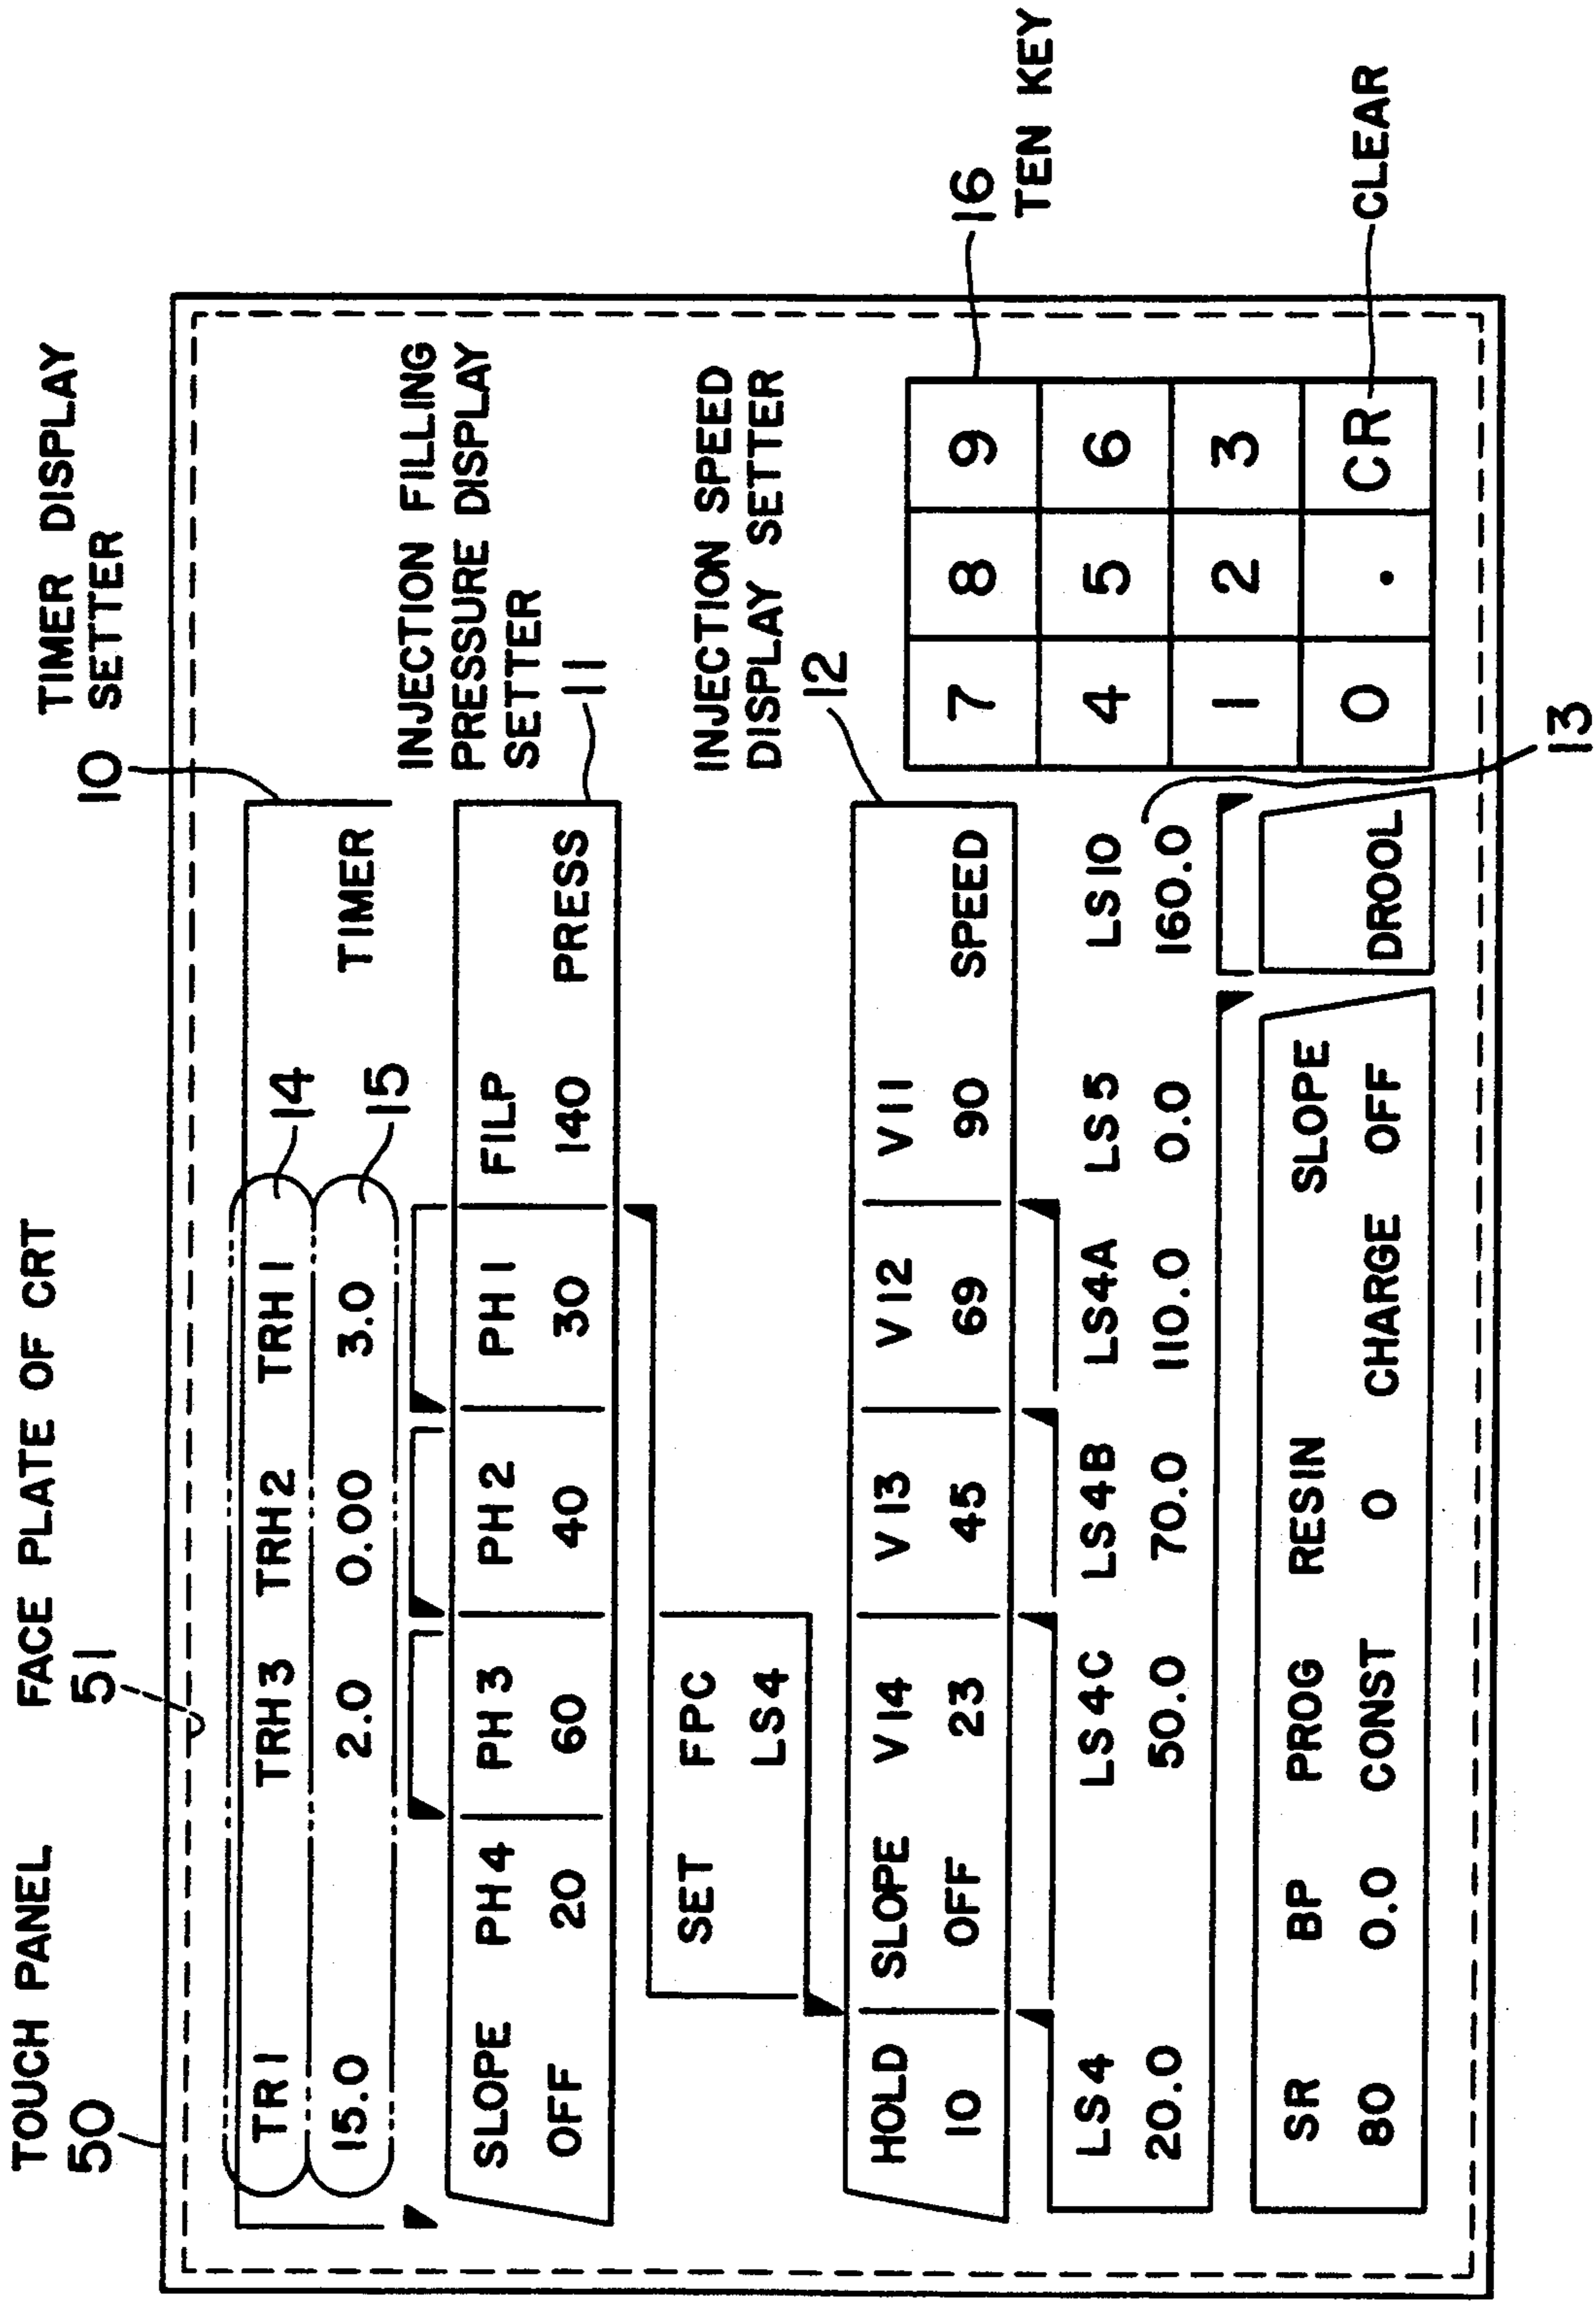 TOUCH PANEL
50
FACE PLATE OF CRT
51
TIMER DISPLAY
SETTER
10
TR1 TRH3 TRH2 TRH1
14
15.0 2.0 0.00 3.0
15
TIMER
INJECTION FILLING
PRESSURE DISPLAY
SETTER
11
SLOPE PH4 PH3 PH2 PH1 FILP
OFF 20 60 40 30 140 PRESS
SET FPC
LS4
INJECTION SPEED
DISPLAY SETTER
12
HOLD SLOPE V14 V13 V12 V11
10 OFF 23 45 69 90 SPEED
LS4 LS4C LS4B LS4A LS5 LS10
20.0 50.0 70.0 110.0 0.0 160.0
13
SR BP PROG RESIN SLOPE
80 0.0 CONST 0 CHARGE OFF
DROOL
7 8 9
4 5 6
1 2 3
0 . CR
16
TEN KEY
CLEAR